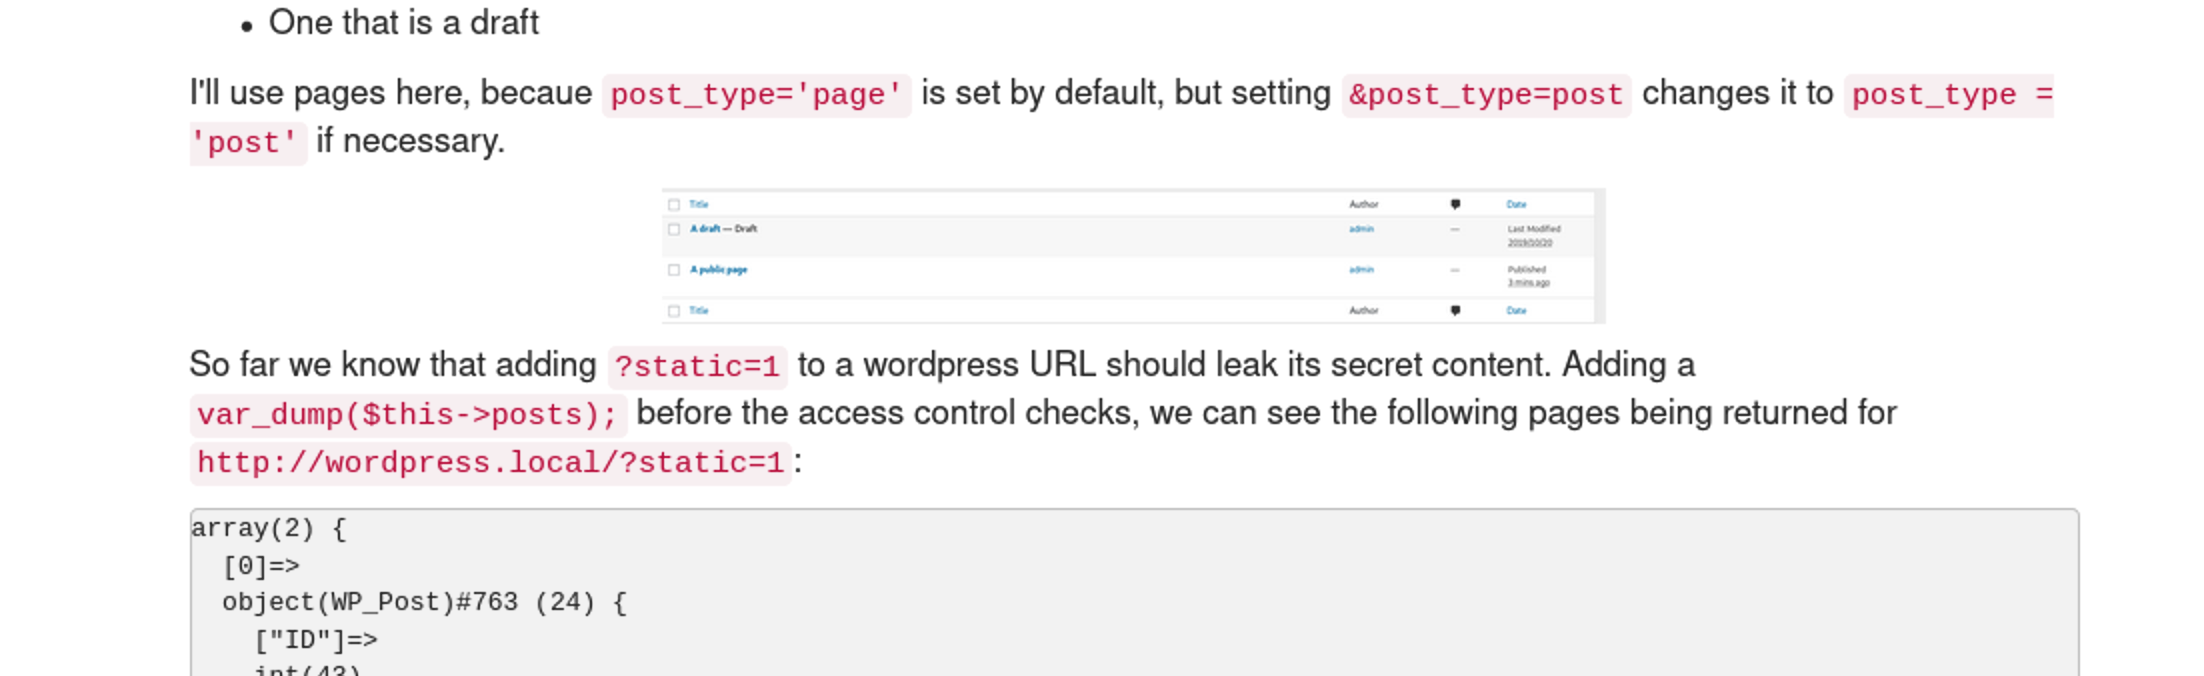 • One that is a draft
I'll use pages here, becaue post_type='page' is set by default, but setting &post_type=post changes it to post_type =
'post' if necessary.
Title Author Date
A draft — Draft admin — Last Modified
2019/10/20
A public page admin — Published
3 mins ago
Title Author Date
So far we know that adding ?static=1 to a wordpress URL should leak its secret content. Adding a
var_dump($this->posts); before the access control checks, we can see the following pages being returned for
http://wordpress.local/?static=1:
array(2) {
  [0]=>
  object(WP_Post)#763 (24) {
    ["ID"]=>
    int(43)